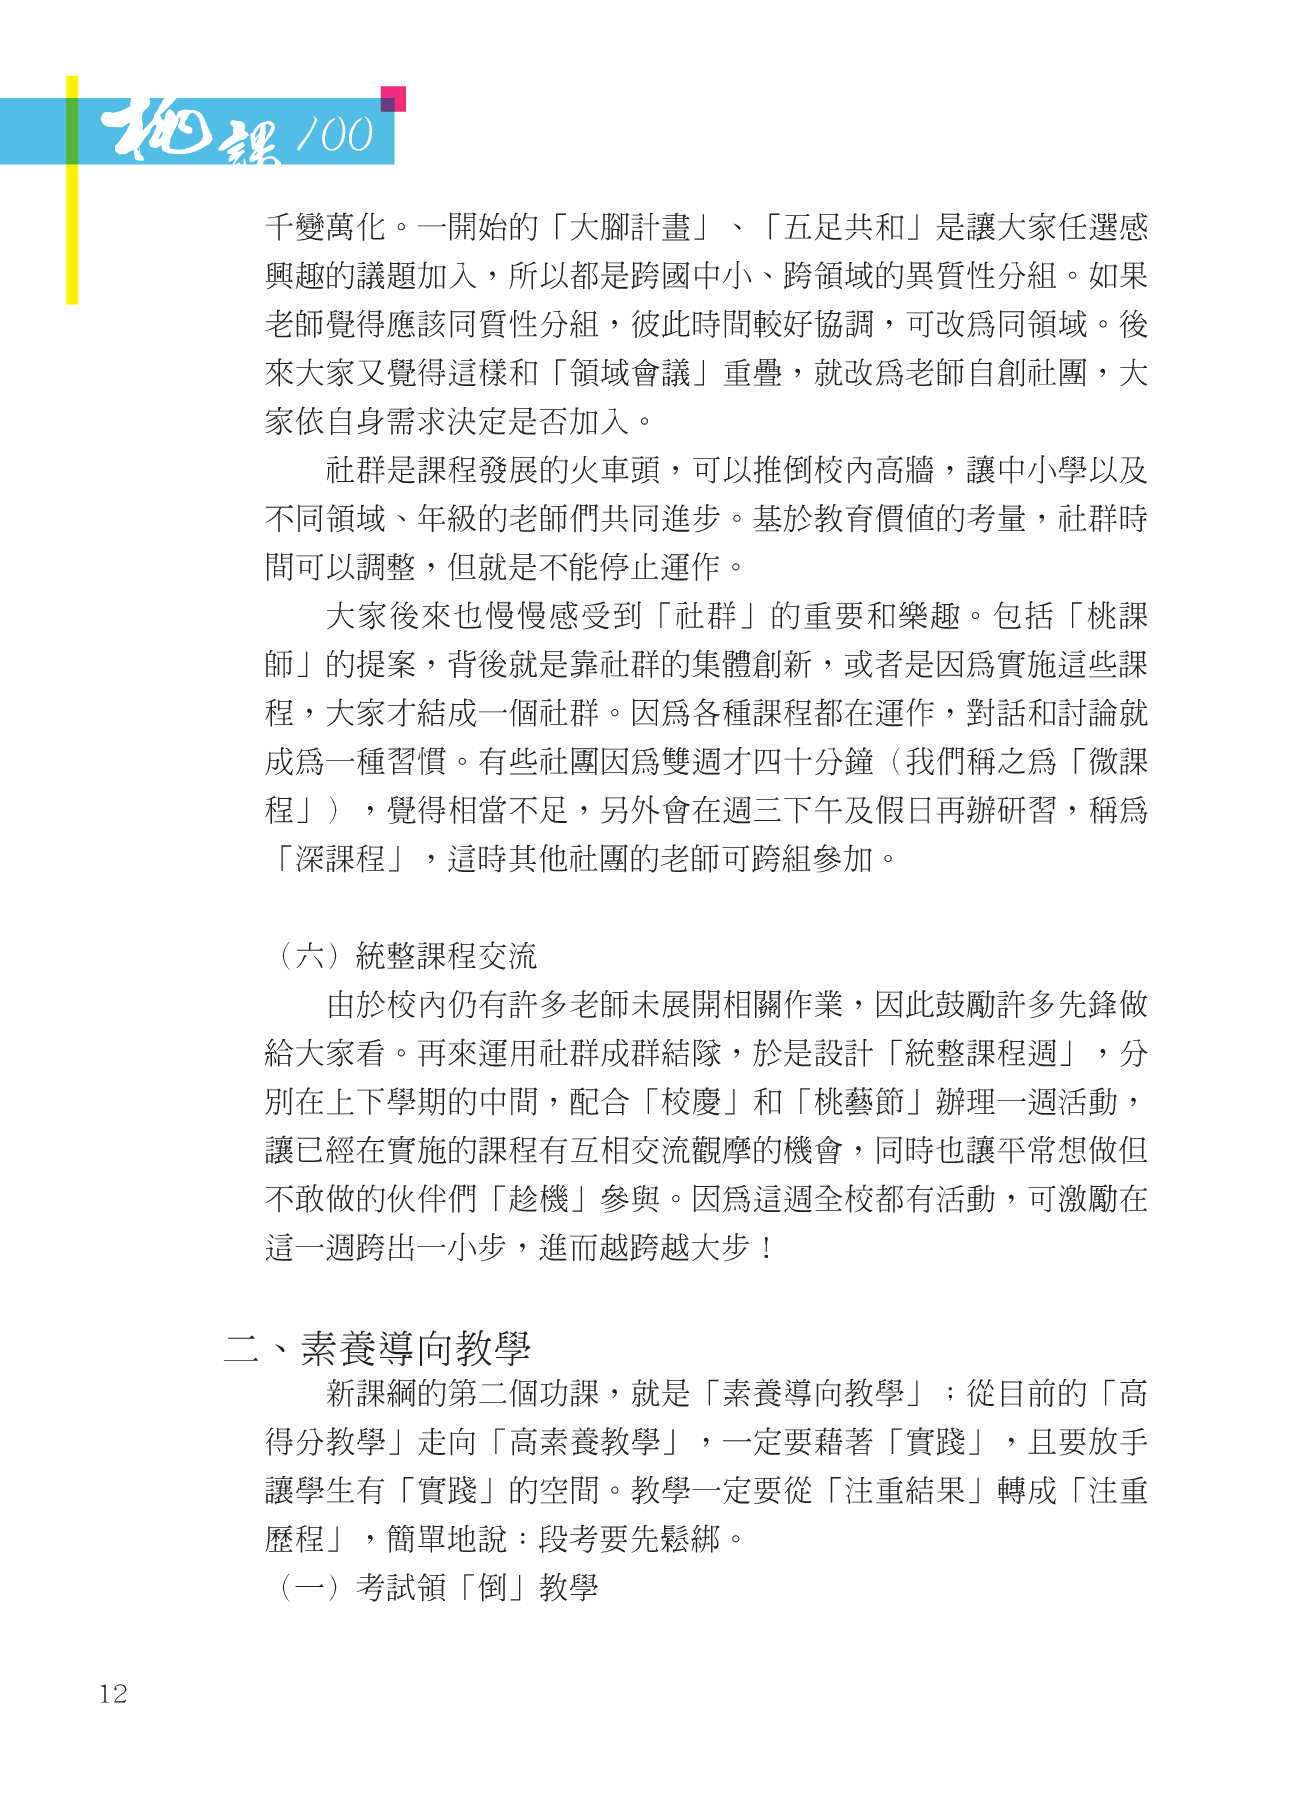 桃課100
千變萬化。一開始的「大腳計畫」、「五足共和」是讓大家任選感
興趣的議題加入，所以都是跨國中小、跨領域的異質性分組。如果
老師覺得應該同質性分組，彼此時間較好協調，可改為同領域。後
來大家又覺得這樣和「領域會議」重疊，就改為老師自創社團，大
家依自身需求決定是否加入。
社群是課程發展的火車頭，可以推倒校內高牆，讓中小學以及
不同領域、年級的老師們共同進步。基於教育價值的考量，社群時
間可以調整，但就是不能停止運作。
大家後來也慢慢感受到「社群」的重要和樂趣。包括「桃課
師」的提案，背後就是靠社群的集體創新，或者是因為實施這些課
程，大家才結成一個社群。因為各種課程都在運作，對話和討論就
成為一種習慣。有些社團因為雙週才四十分鐘（我們稱之為「微課
程」），覺得相當不足，另外會在週三下午及假日再辦研習，稱為
「深課程」，這時其他社團的老師可跨組參加。
（六）統整課程交流
由於校內仍有許多老師未展開相關作業，因此鼓勵許多先鋒做
給大家看。再來運用社群成群結隊，於是設計「統整課程週」，分
別在上下學期的中間，配合「校慶」和「桃藝節」辦理一週活動，
讓已經在實施的課程有互相交流觀摩的機會，同時也讓平常想做但
不敢做的伙伴們「趁機」參與。因為這週全校都有活動，可激勵在
這一週跨出一小步，進而越跨越大步！
二、素養導向教學
新課綱的第二個功課，就是「素養導向教學」；從目前的「高
得分教學」走向「高素養教學」，一定要藉著「實踐」，且要放手
讓學生有「實踐」的空間。教學一定要從「注重結果」轉成「注重
歷程」，簡單地說：段考要先鬆綁。
（一）考試領「倒」教學
12